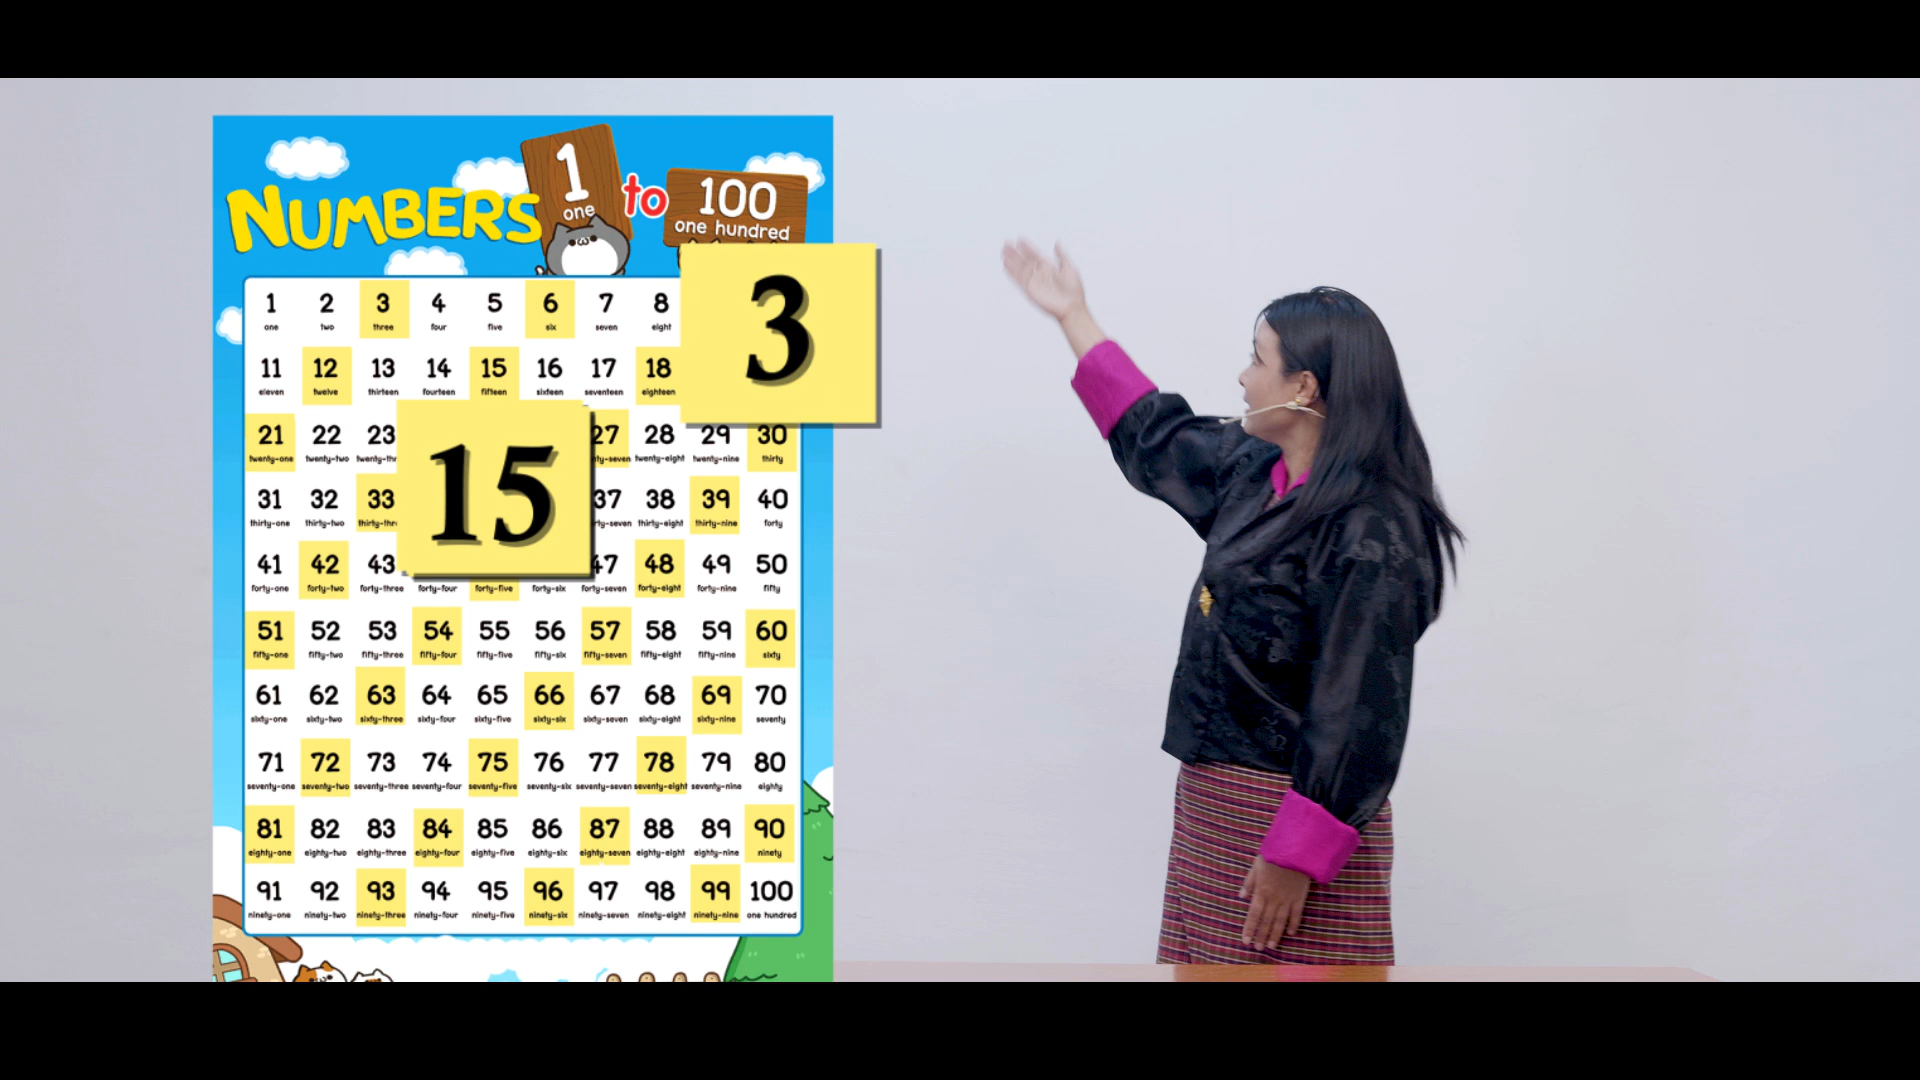 NUMBERS 1 to 100
one one hundred
3
1 2 3 4 5 6 7 8
one two three four five six seven eight
11 12 13 14 15 16 17 18
eleven twelve thirteen fourteen fifteen sixteen seventeen eighteen
21 22 23 27 28 29 30
twenty-one twenty-two twenty-eight twenty-nine thirty
15
31 32 33 37 38 39 40
thirty-one thirty-two thirty-eight thirty-nine forty
41 42 43 47 48 49 50
forty-one forty-two forty-three forty-four forty-five forty-six forty-seven forty-eight forty-nine fifty
51 52 53 54 55 56 57 58 59 60
fifty-one fifty-two fifty-three fifty-four fifty-five fifty-six fifty-seven fifty-eight fifty-nine sixty
61 62 63 64 65 66 67 68 69 70
sixty-one sixty-two sixty-three sixty-four sixty-five sixty-six sixty-seven sixty-eight sixty-nine seventy
71 72 73 74 75 76 77 78 79 80
seventy-one seventy-two seventy-three seventy-four seventy-five seventy-six seventy-seven seventy-eight seventy-nine eighty
81 82 83 84 85 86 87 88 89 90
eighty-one eighty-two eighty-three eighty-four eighty-five eighty-six eighty-seven eighty-eight eighty-nine ninety
91 92 93 94 95 96 97 98 99 100
ninety-one ninety-two ninety-three ninety-four ninety-five ninety-six ninety-seven ninety-eight ninety-nine one hundred